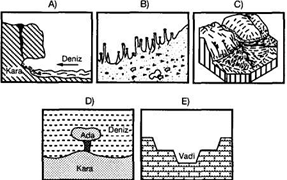 A) B) C)
Kara Deniz
D) E)
Ada Deniz
Kara
Vadi